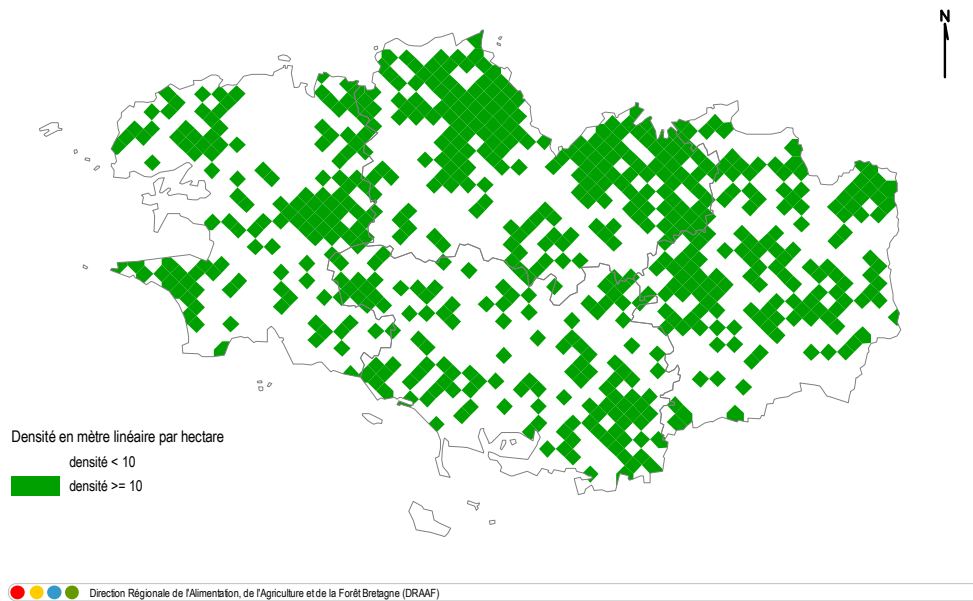 N
Densité en mètre linéaire par hectare
densité < 10
densité >= 10
Direction Régionale de l'Alimentation, de l'Agriculture et de la Forêt Bretagne (DRAAF)